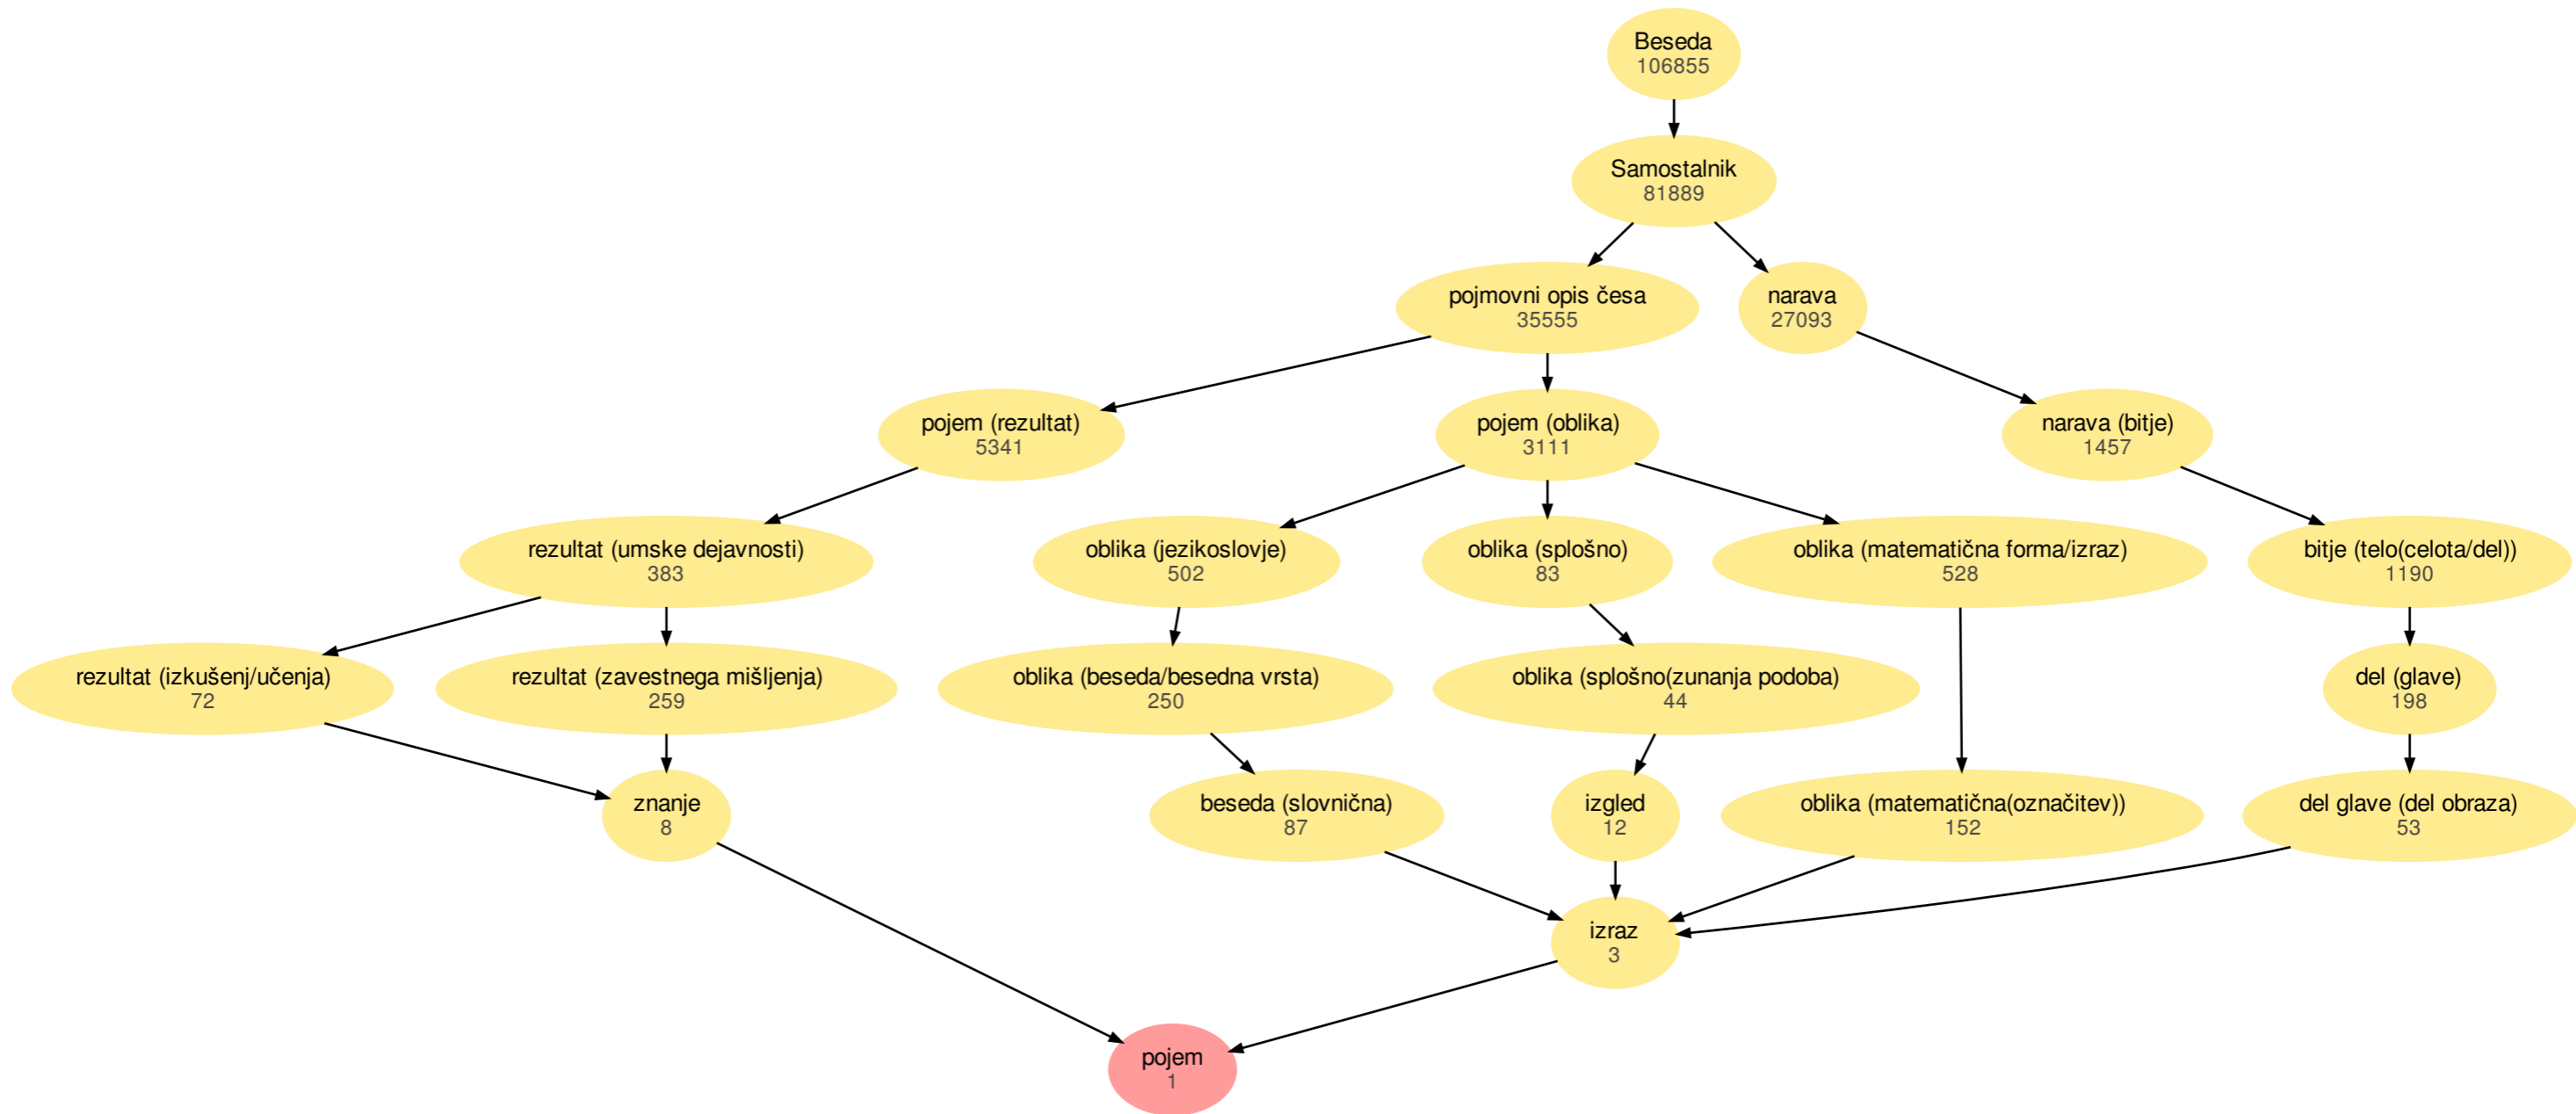 Beseda
106855
Samostalnik
81889
pojmovni opis česa
35555
narava
27093
pojem (rezultat)
5341
pojem (oblika)
3111
narava (bitje)
1457
rezultat (umske dejavnosti)
383
oblika (jezikoslovje)
502
oblika (splošno)
83
oblika (matematična forma/izraz)
528
bitje (telo(celota/del))
1190
rezultat (izkušenj/učenja)
72
rezultat (zavestnega mišljenja)
259
oblika (beseda/besedna vrsta)
250
oblika (splošno(zunanja podoba)
44
del (glave)
198
znanje
8
beseda (slovnična)
87
izgled
12
oblika (matematična(označitev))
152
del glave (del obraza)
53
izraz
3
pojem
1